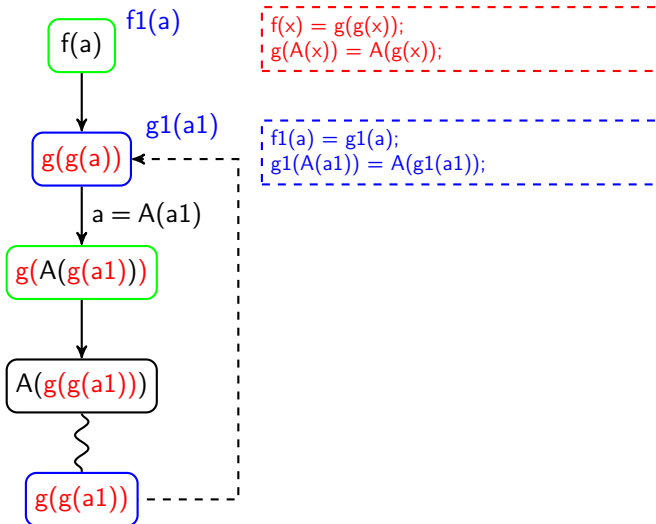 f1(a)
f(a)
f(x) = g(g(x));
g(A(x)) = A(g(x));
g1(a1)
g(g(a))
f1(a) = g1(a);
g1(A(a1)) = A(g1(a1));
a = A(a1)
g(A(g(a1)))
A(g(g(a1)))
g(g(a1))